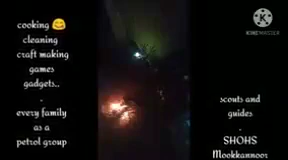 cooking 😋
cleaning
craft making
games
gadgets..
-
every family
as a
petrol group
KINEMASTER
scouts and
guides
-
SHOHS
Mookkannoor